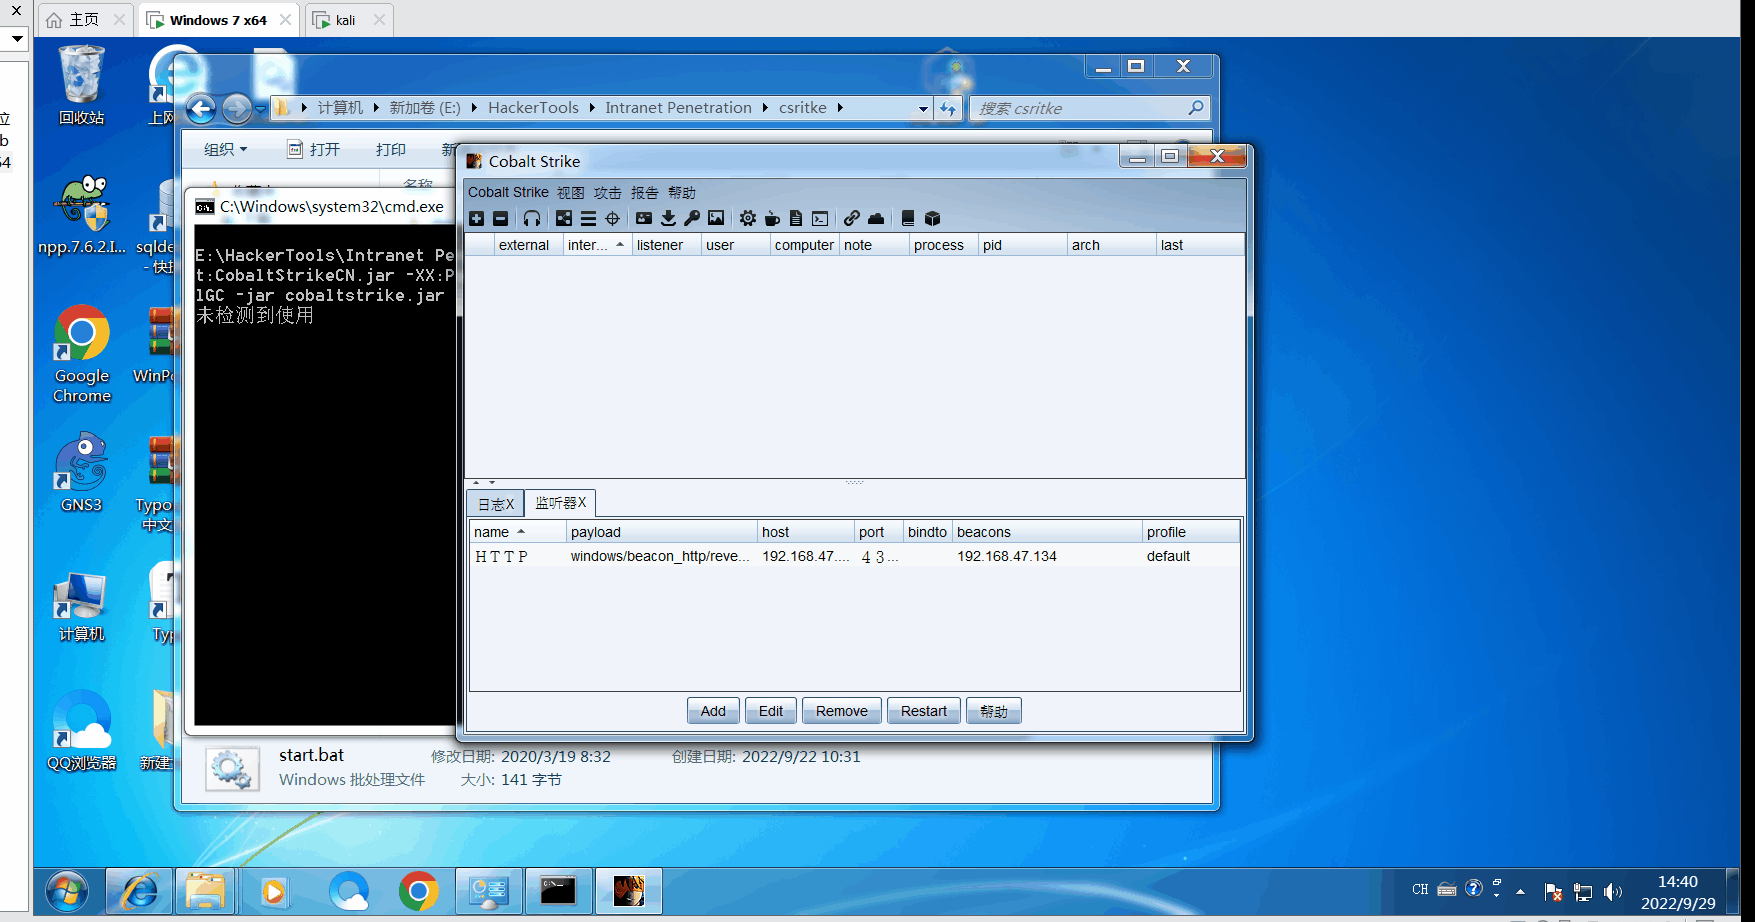 主页
Windows 7 x64
kali
位
b
64
回收站
上网
计算机 新加卷 (E:) HackerTools Intranet Penetration csritke
搜索 csritke
组织 打开 打印 新
名称
npp.7.6.2.I...
sqlde
- 快捷
Google
Chrome
WinPc
GNS3
Typo
中文
计算机
Typ
QQ浏览器
新建
C:\Windows\system32\cmd.exe
E:\HackerTools\Intranet Pe
t:CobaltStrikeCN.jar -XX:P
lGC -jar cobaltstrike.jar
未检测到使用
Cobalt Strike
Cobalt Strike 视图 攻击 报告 帮助
external inter... listener user computer note process pid arch last
日志X 监听器X
name payload host port bindto beacons profile
ＨＴＴＰ windows/beacon_http/reve... 192.168.47.... ４３... 192.168.47.134 default
Add Edit Remove Restart 帮助
start.bat 修改日期: 2020/3/19 8:32 创建日期: 2022/9/22 10:31
Windows 批处理文件 大小: 141 字节
CH
14:40
2022/9/29